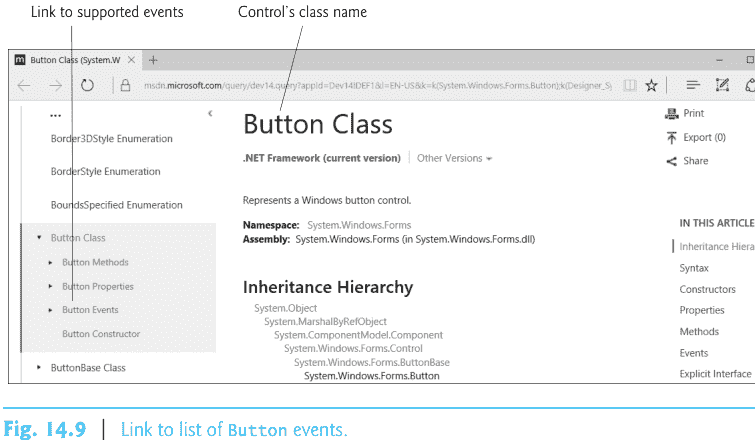 Link to supported events
Control's class name
Button Class (System.W
msdn.microsoft.com/query/dev14.query?appId=Dev14IDEF1&l=EN-US&k=k(System.Windows.Forms.Button);k(Designer_Sy
...
Border3DStyle Enumeration
BorderStyle Enumeration
BoundsSpecified Enumeration
Button Class
Button Methods
Button Properties
Button Events
Button Constructor
ButtonBase Class
Button Class
.NET Framework (current version) Other Versions
Represents a Windows button control.
Namespace: System.Windows.Forms
Assembly: System.Windows.Forms (in System.Windows.Forms.dll)
Inheritance Hierarchy
System.Object
System.MarshalByRefObject
System.ComponentModel.Component
System.Windows.Forms.Control
System.Windows.Forms.ButtonBase
System.Windows.Forms.Button
Print
Export (0)
Share
IN THIS ARTICLE
Inheritance Hiera
Syntax
Constructors
Properties
Methods
Events
Explicit Interface
Fig. 14.9 | Link to list of Button events.